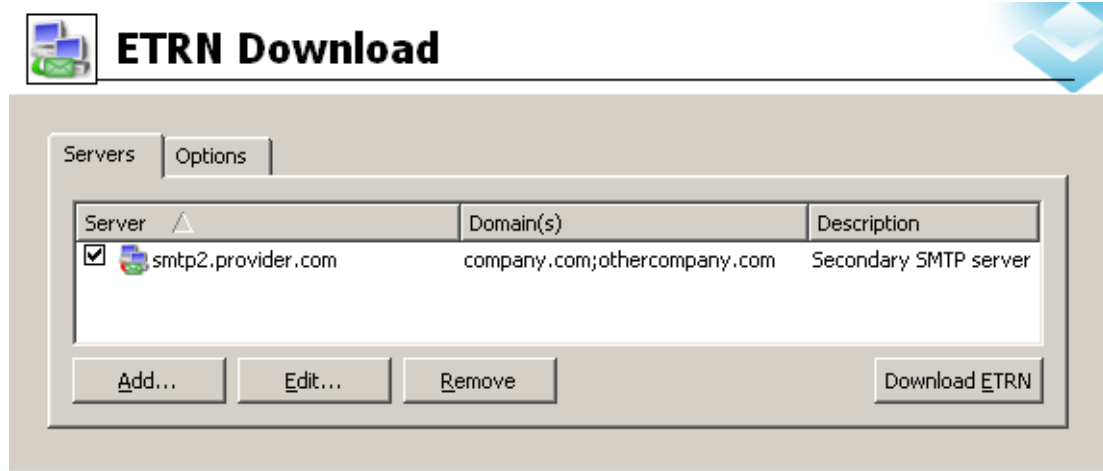 ETRN Download
Servers Options
Server Domain(s) Description
smtp2.provider.com company.com;othercompany.com Secondary SMTP server
Add... Edit... Remove Download ETRN